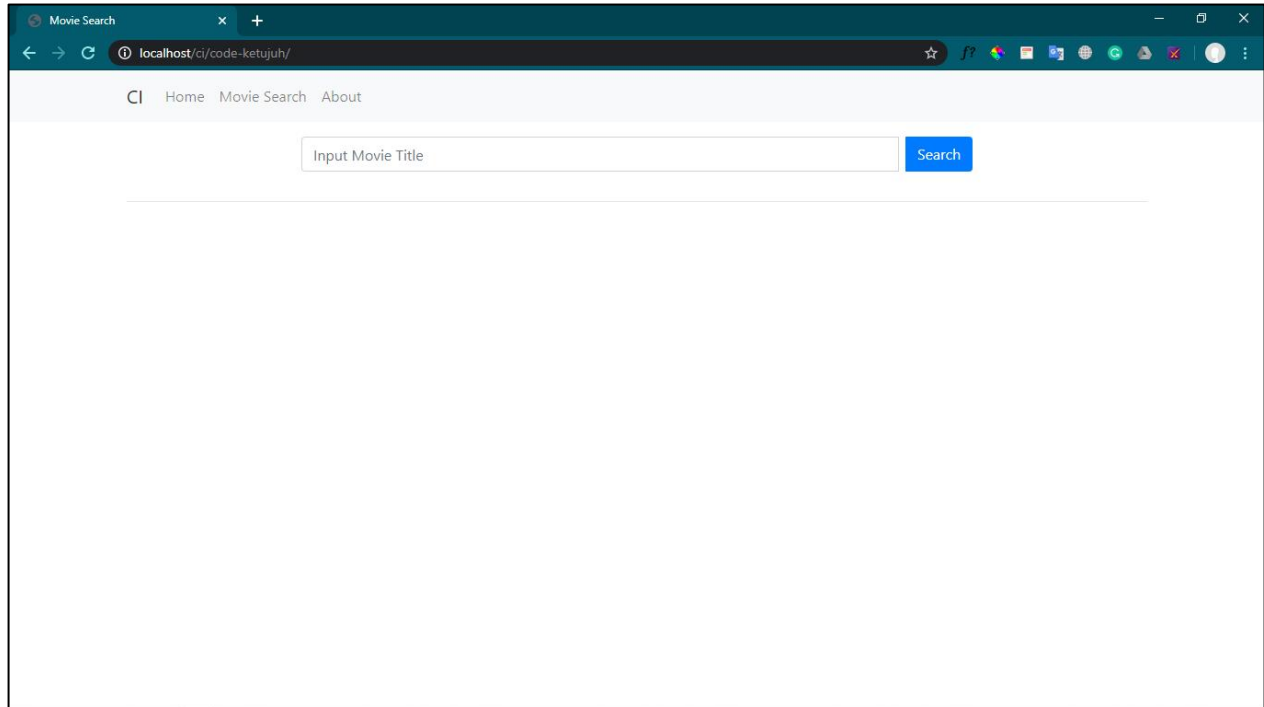 Movie Search
localhost/ci/code-ketujuh/
CI Home Movie Search About
Input Movie Title Search